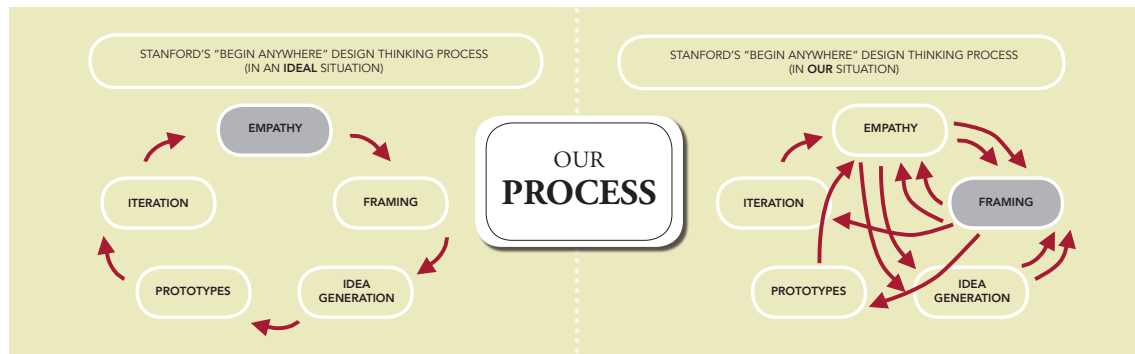 STANFORD'S "BEGIN ANYWHERE" DESIGN THINKING PROCESS
(IN AN IDEAL SITUATION)
EMPATHY
FRAMING
IDEA
GENERATION
PROTOTYPES
ITERATION
OUR
PROCESS
STANFORD'S "BEGIN ANYWHERE" DESIGN THINKING PROCESS
(IN OUR SITUATION)
EMPATHY
FRAMING
IDEA
GENERATION
PROTOTYPES
ITERATION